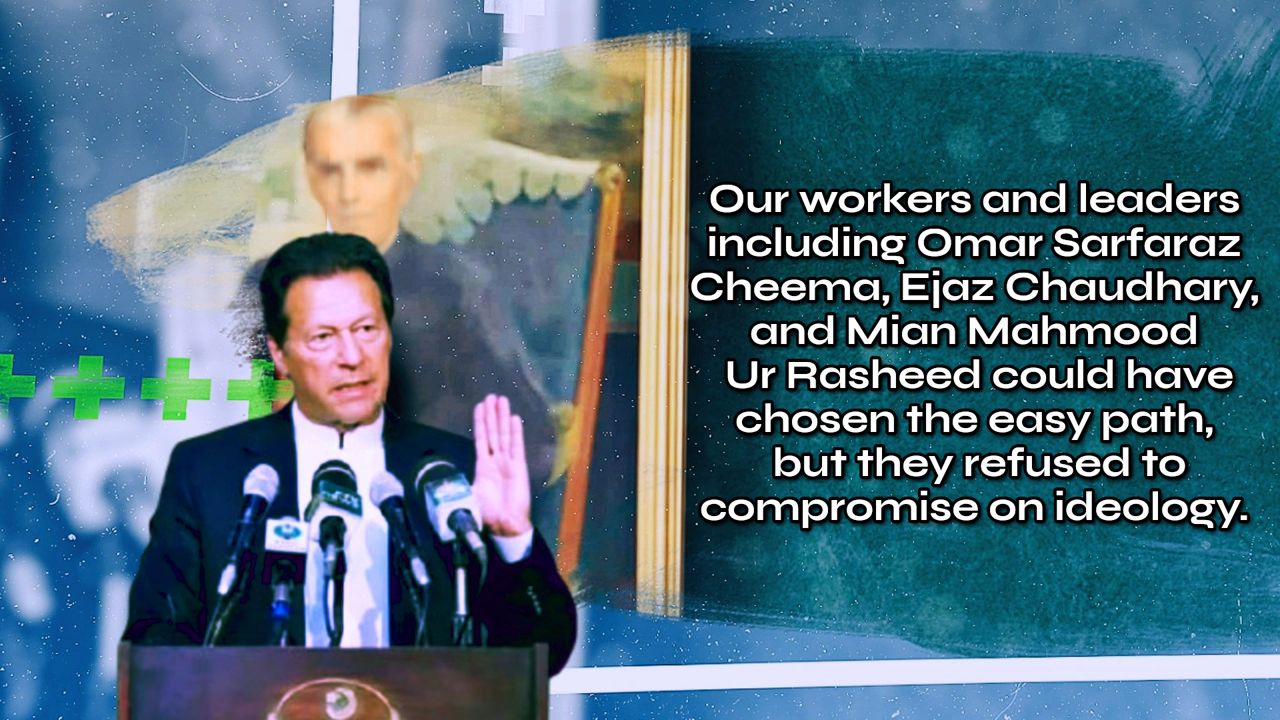 Our workers and leaders
including Omar Sarfaraz
Cheema, Ejaz Chaudhary,
and Mian Mahmood
Ur Rasheed could have
chosen the easy path,
but they refused to
compromise on ideology.